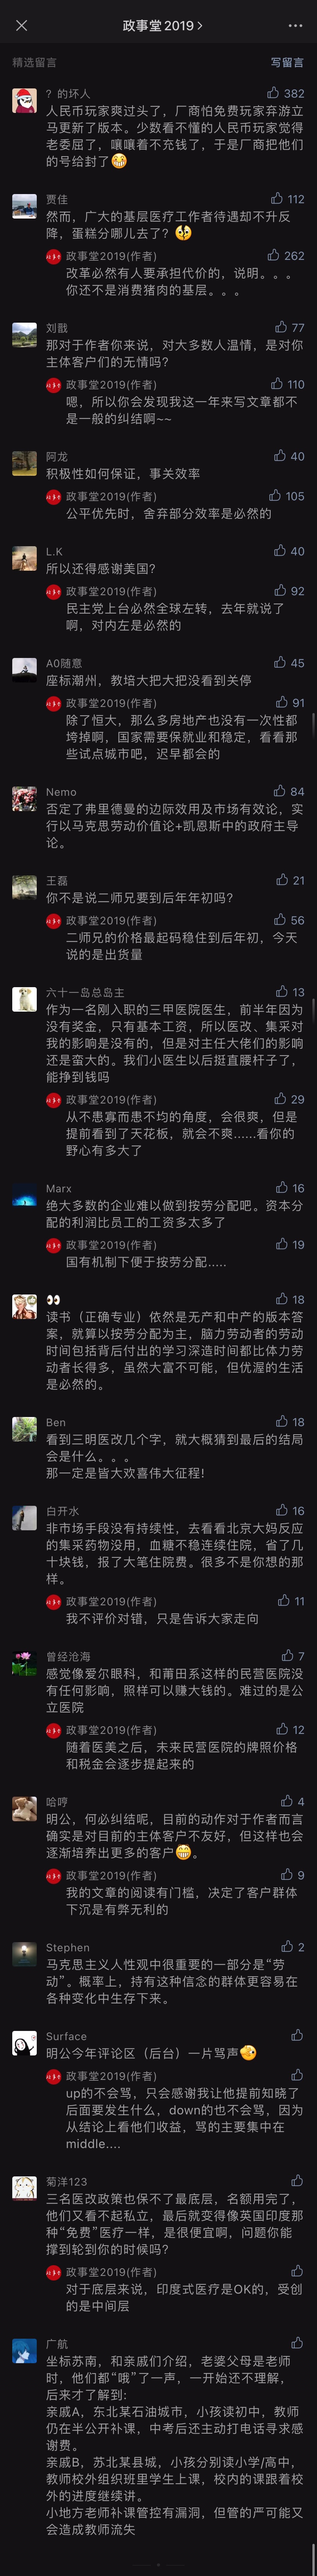 政事堂2019
精选留言
写留言
？的坏人
382
人民币玩家爽过头了，厂商怕免费玩家弃游立
马更新了版本。少数看不懂的人民币玩家觉得
老委屈了，嚷嚷着不充钱了，于是厂商把他们
的号给封了😁
贾佳
112
然而，广大的基层医疗工作者待遇却不升反
降，蛋糕分哪儿去了？
政事堂2019(作者)
262
改革必然有人要承担代价的，说明。。。
你还不是消费猪肉的基层。。。
刘戬
77
那对于作者你来说，对大多数人温情，是对你
主体客户们的无情吗？
政事堂2019(作者)
110
嗯，所以你会发现我这一年来写文章都不
是一般的纠结啊~~
阿龙
40
积极性如何保证，事关效率
政事堂2019(作者)
105
公平优先时，舍弃部分效率是必然的
L.K
40
所以还得感谢美国？
政事堂2019(作者)
92
民主党上台必然全球左转，去年就说了
啊，对内左是必然的
A0随意
45
座标潮州，教培大把大把没看到关停
政事堂2019(作者)
91
除了恒大，那么多房地产也没有一次性都
垮掉啊，国家需要保就业和稳定，看看那
些试点城市吧，迟早都会的
Nemo
84
否定了弗里德曼的边际效用及市场有效论，实
行以马克思劳动价值论+凯恩斯中的政府主导
论。
王磊
21
你不是说二师兄要到后年年初吗？
政事堂2019(作者)
56
二师兄的价格最起码稳住到后年初，今天
说的是出货量
六十一岛总岛主
13
作为一名刚入职的三甲医院医生，前半年因为
没有奖金，只有基本工资，所以医改、集采对
我的影响是没有的，但是对主任大佬们的影响
还是蛮大的。我们小医生以后挺直腰杆子了，
能挣到钱吗
政事堂2019(作者)
29
从不患寡而患不均的角度，会很爽，但是
提前看到了天花板，就会不爽......看你的
野心有多大了
Marx
16
绝大多数的企业难以做到按劳分配吧。资本分
配的利润比员工的工资多太多了
政事堂2019(作者)
19
国有机制下便于按劳分配.....
👀
18
读书（正确专业）依然是无产和中产的版本答
案，就算以按劳分配为主，脑力劳动者的劳动
时间包括背后付出的学习深造时间都比体力劳
动者长得多，虽然大富不可能，但优渥的生活
是必然的。
Ben
18
看到三明医改几个字，就大概猜到最后的结局
会是什么。。。
那一定是皆大欢喜伟大征程!
白开水
16
非市场手段没有持续性，去看看北京大妈反应
的集采药物没用，血糖不稳连续住院，省了几
十块钱，报了大笔住院费。很多不是你想的那
样。
政事堂2019(作者)
11
我不评价对错，只是告诉大家走向
曾经沧海
7
感觉像爱尔眼科，和莆田系这样的民营医院没
有任何影响，照样可以赚大钱的。难过的是公
立医院
政事堂2019(作者)
12
随着医美之后，未来民营医院的牌照价格
和税金会逐步提起来的
哈哼
4
明公，何必纠结呢，目前的动作对于作者而言
确实是对目前的主体客户不友好，但这样也会
逐渐培养出更多的客户😁。
政事堂2019(作者)
9
我的文章的阅读有门槛，决定了客户群体
下沉是有弊无利的
Stephen
2
马克思主义人性观中很重要的一部分是“劳
动”。概率上，持有这种信念的群体更容易在
各种变化中生存下来。
Surface
明公今年评论区（后台）一片骂声
政事堂2019(作者)
up的不会骂，只会感谢我让他提前知晓了
后面要发生什么，down的也不会骂，因为
从结论上看他们收益，骂的主要集中在
middle....
菊洋123
三名医改政策也保不了最底层，名额用完了，
他们又看不起私立，最后就变得像英国印度那
种“免费”医疗一样，是很便宜啊，问题你能
撑到轮到你的时候吗？
政事堂2019(作者)
对于底层来说，印度式医疗是OK的，受创
的是中间层
广航
坐标苏南，和亲戚们介绍，老婆父母是老师
时，他们都“哦”了一声，一开始还不理解，
后来才了解到:
亲戚A，东北某石油城市，小孩读初中，教师
仍在半公开补课，中考后还主动打电话寻求感
谢费。
亲戚B，苏北某县城，小孩分别读小学/高中，
教师校外组织班里学生上课，校内的课跟着校
外的进度继续讲。
小地方老师补课管控有漏洞，但管的严可能又
会造成教师流失